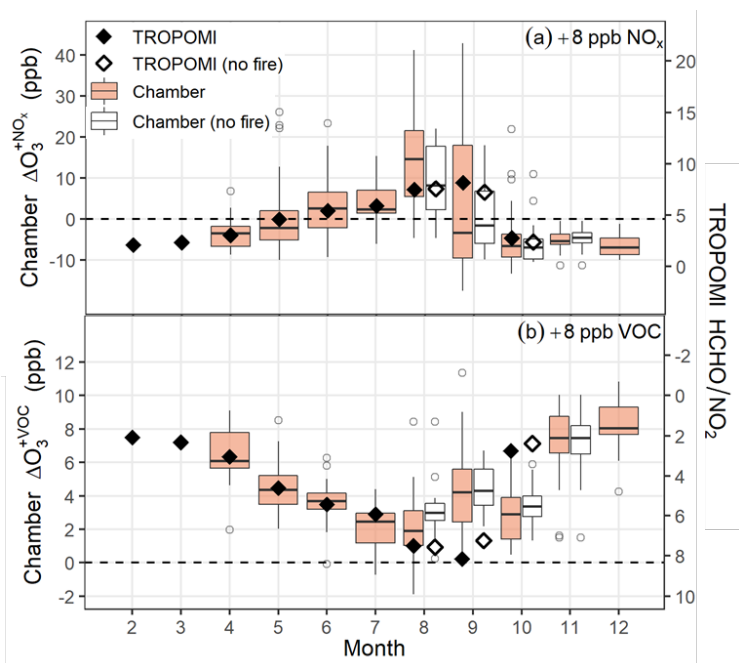 (a) +8 ppb NOx
TROPOMI
TROPOMI (no fire)
Chamber
Chamber (no fire)
Chamber ΔO3+NOx (ppb)
40
30
20
10
0
-10
20
15
10
5
0
(b) +8 ppb VOC
Chamber ΔO3+VOC (ppb)
12
10
8
6
4
2
0
-2
-2
0
2
4
6
8
10
TROPOMI HCHO/NO2
2 3 4 5 6 7 8 9 10 11 12
Month